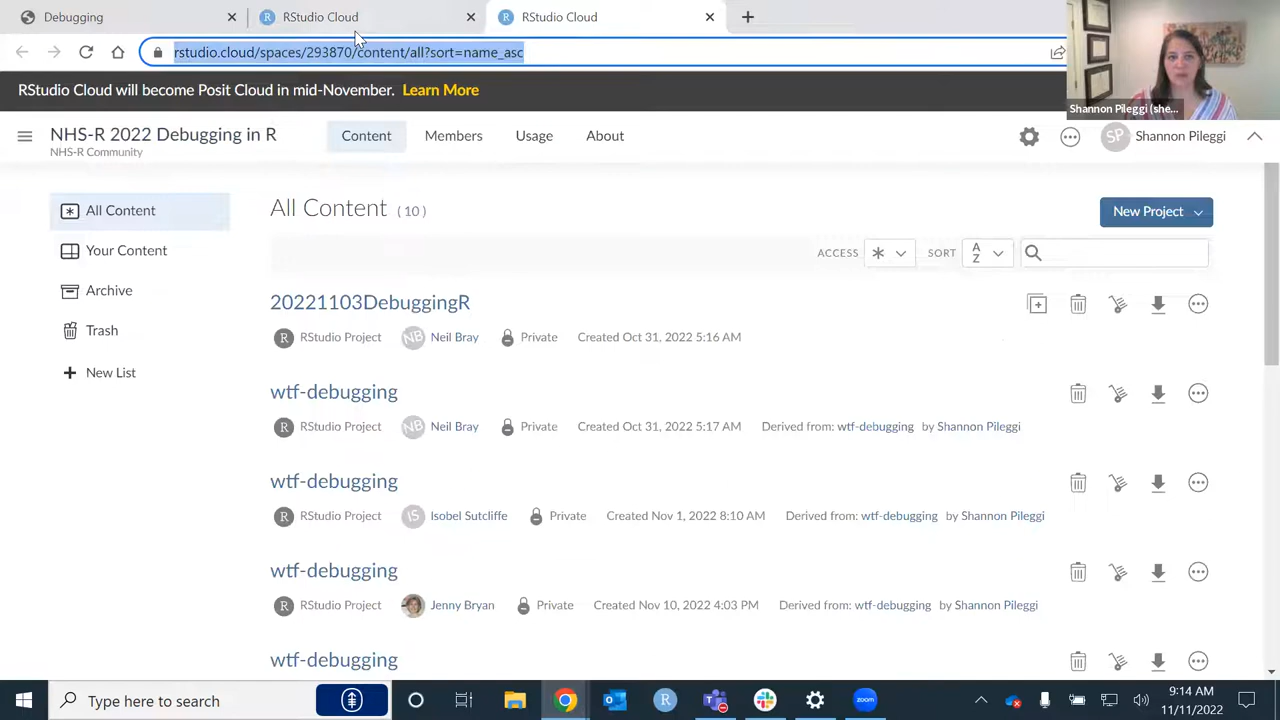 Debugging
RStudio Cloud
RStudio Cloud
rstudio.cloud/spaces/293870/content/all?sort=name_asc
Shannon Pileggi (she...
RStudio Cloud will become Posit Cloud in mid-November. Learn More
NHS-R 2022 Debugging in R
NHS-R Community
Content
Members
Usage
About
SP
Shannon Pileggi
All Content
Your Content
Archive
Trash
New List
All Content (10)
New Project
ACCESS
SORT
A
Z
20221103DebuggingR
R RStudio Project NB Neil Bray Private Created Oct 31, 2022 5:16 AM
wtf-debugging
R RStudio Project NB Neil Bray Private Created Oct 31, 2022 5:17 AM Derived from: wtf-debugging by Shannon Pileggi
wtf-debugging
R RStudio Project IS Isobel Sutcliffe Private Created Nov 1, 2022 8:10 AM Derived from: wtf-debugging by Shannon Pileggi
wtf-debugging
R RStudio Project Jenny Bryan Private Created Nov 10, 2022 4:03 PM Derived from: wtf-debugging by Shannon Pileggi
wtf-debugging
Type here to search
zoom
9:14 AM
11/11/2022